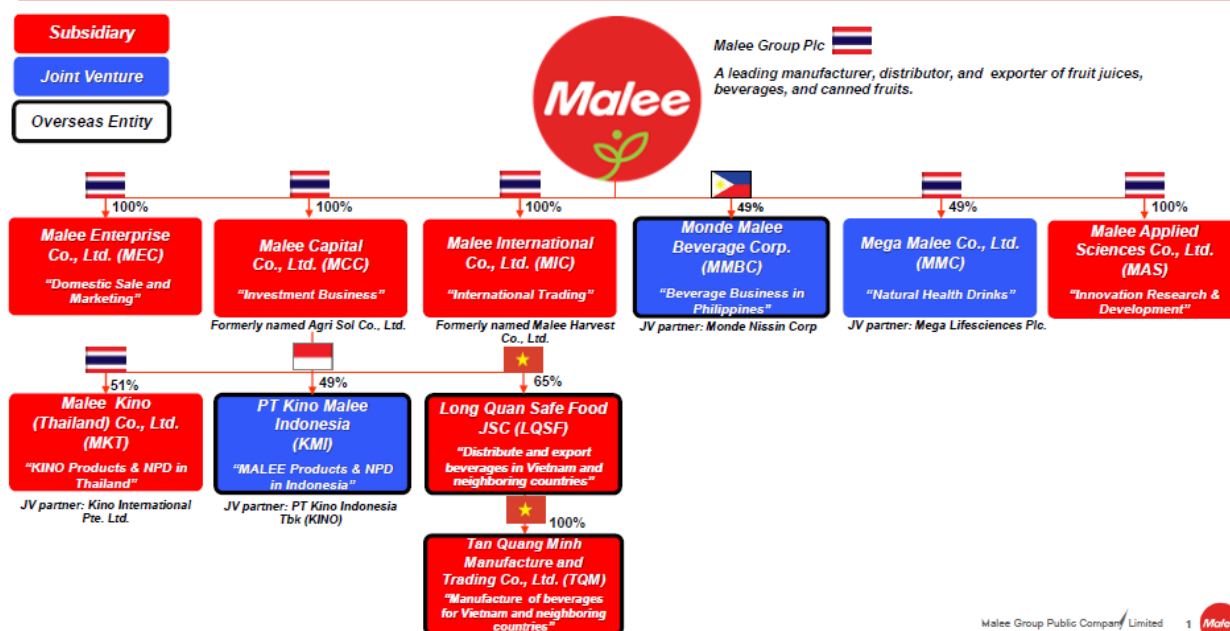 Subsidiary
Joint Venture
Overseas Entity
Malee
Malee Group Plc
A leading manufacturer, distributor, and exporter of fruit juices,
beverages, and canned fruits.
100%
100%
100%
49%
49%
100%
Malee Enterprise
Co., Ltd. (MEC)
"Domestic Sale and
Marketing"
Malee Capital
Co., Ltd. (MCC)
"Investment Business"
Formerly named Agri Sol Co., Ltd.
Malee International
Co., Ltd. (MIC)
"International Trading"
Formerly named Malee Harvest
Co., Ltd.
Monde Malee
Beverage Corp.
(MMBC)
"Beverage Business in
Philippines"
JV partner: Monde Nissin Corp
Mega Malee Co., Ltd.
(MMC)
"Natural Health Drinks"
JV partner: Mega Lifesciences Plc.
Malee Applied
Sciences Co., Ltd.
(MAS)
"Innovation Research &
Development"
51%
49%
65%
Malee Kino
(Thailand) Co., Ltd.
(MKT)
"KINO Products & NPD in
Thailand"
JV partner: Kino International
Pte. Ltd.
PT Kino Malee
Indonesia
(KMI)
"MALEE Products & NPD
in Indonesia"
JV partner: PT Kino Indonesia
Tbk (KINO)
Long Quan Safe Food
JSC (LQSF)
"Distribute and export
beverages in Vietnam and
neighboring countries"
100%
Tan Quang Minh
Manufacture and
Trading Co., Ltd. (TQM)
"Manufacture of beverages
for Vietnam and neighboring
countries"
Malee Group Public Company Limited 1
Malee